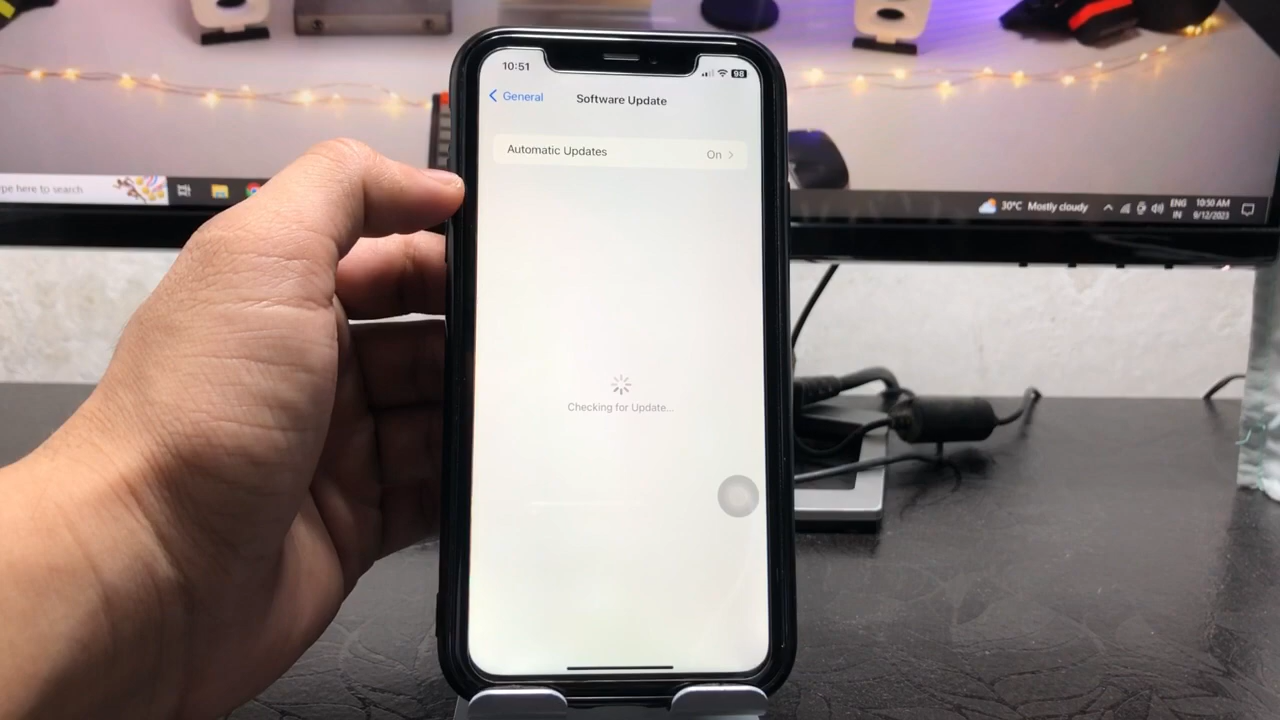 10:51
98
General
Software Update
Automatic Updates
On
Checking for Update...
pe here to search
30°C Mostly cloudy
ENG
IN
10:50 AM
9/12/2023